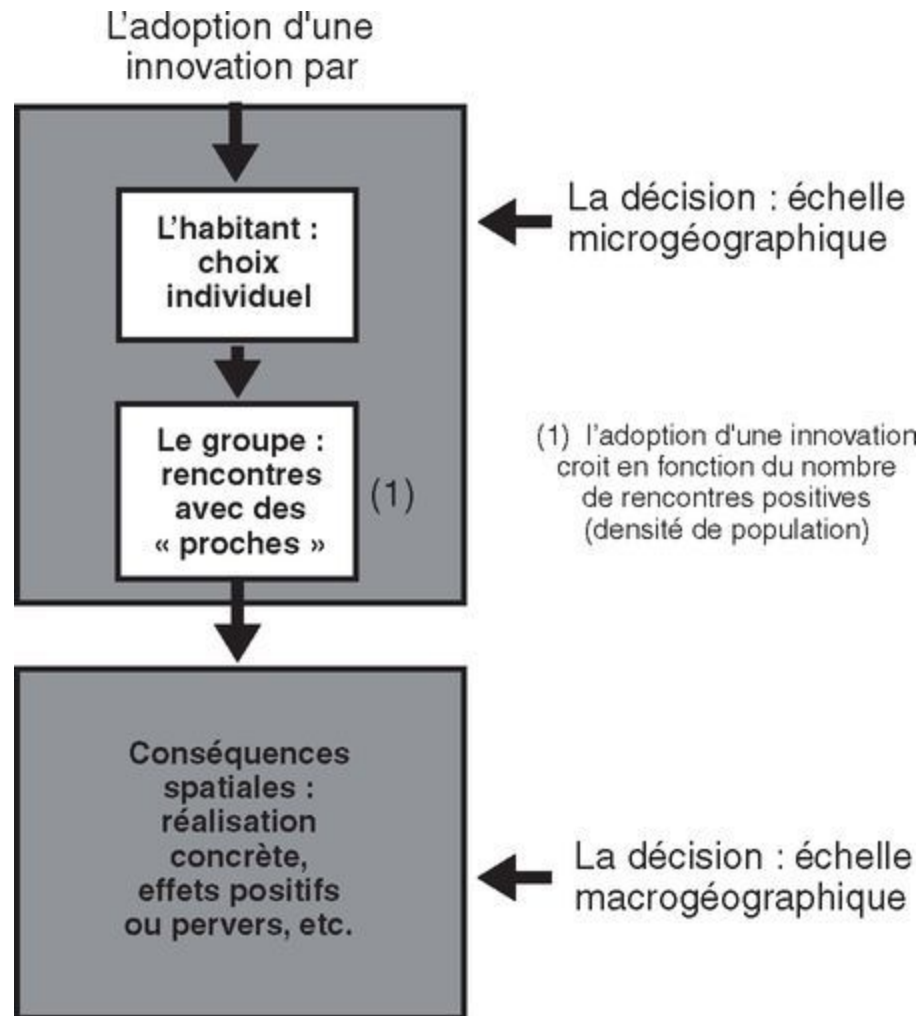 L'adoption d'une
innovation par
L'habitant :
choix
individuel
La décision : échelle
microgéographique
Le groupe :
rencontres
avec des
« proches »
(1)
(1) l'adoption d'une innovation
croit en fonction du nombre
de rencontres positives
(densité de population)
Conséquences
spatiales :
réalisation
concrète,
effets positifs
ou pervers, etc.
La décision : échelle
macrogéographique